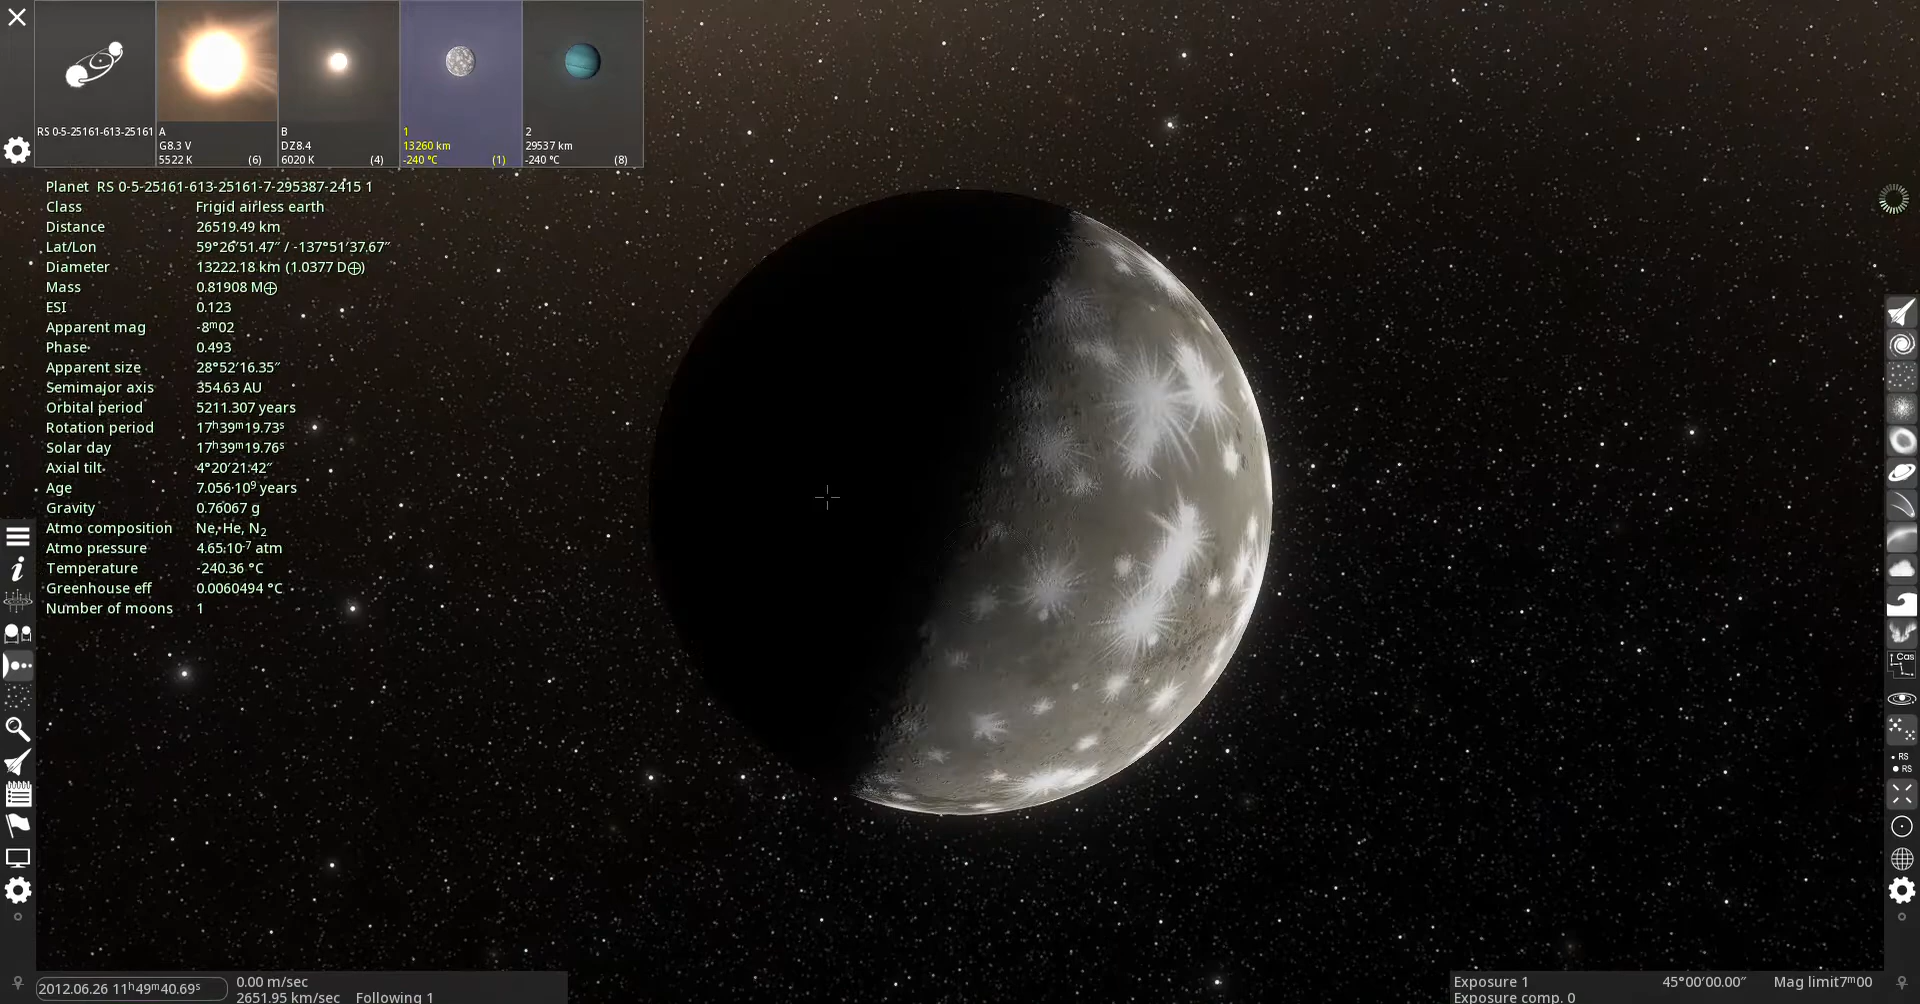 RS 0-5-25161-613-25161
A
G8.3 V
5522 K (6)
B
DZ8.4
6020 K (4)
1
13260 km
-240 °C (1)
2
29537 km
-240 °C (8)
Planet RS 0-5-25161-613-25161-7-295387-2415 1
Class Frigid airless earth
Distance 26519.49 km
Lat/Lon 59°26′51.47″ / -137°51′37.67″
Diameter 13222.18 km (1.0377 D⊕)
Mass 0.81908 M⊕
ESI 0.123
Apparent mag -8ᵐ02
Phase 0.493
Apparent size 28°52′16.35″
Semimajor axis 354.63 AU
Orbital period 5211.307 years
Rotation period 17ʰ39ᵐ19.73ˢ
Solar day 17ʰ39ᵐ19.76ˢ
Axial tilt 4°20′21.42″
Age 7.056·10⁹ years
Gravity 0.76067 g
Atmo composition Ne, He, N₂
Atmo pressure 4.65·10⁻⁷ atm
Temperature -240.36 °C
Greenhouse eff 0.0060494 °C
Number of moons 1
Cas
RS
RS
2012.06.26 11ʰ49ᵐ40.69ˢ
0.00 m/sec
2651.95 km/sec Following 1
Exposure 1 45°00′00.00″ Mag limit 7ᵐ00
Exposure comp. 0